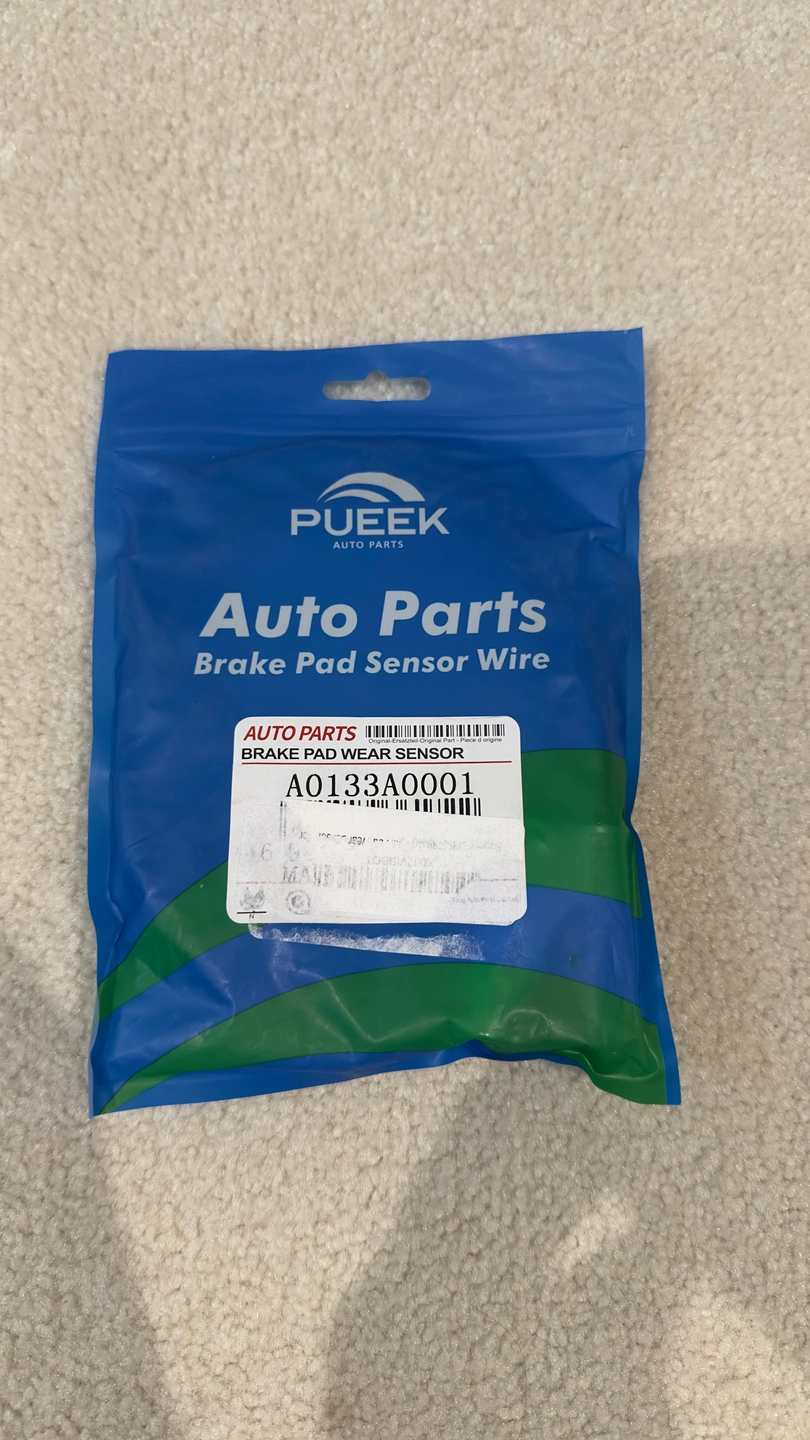 PUEEK
AUTO PARTS
Auto Parts
Brake Pad Sensor Wire
AUTO PARTS
Original-Ersatzteil-Original Part - Piece d origine
BRAKE PAD WEAR SENSOR
A0133A0001